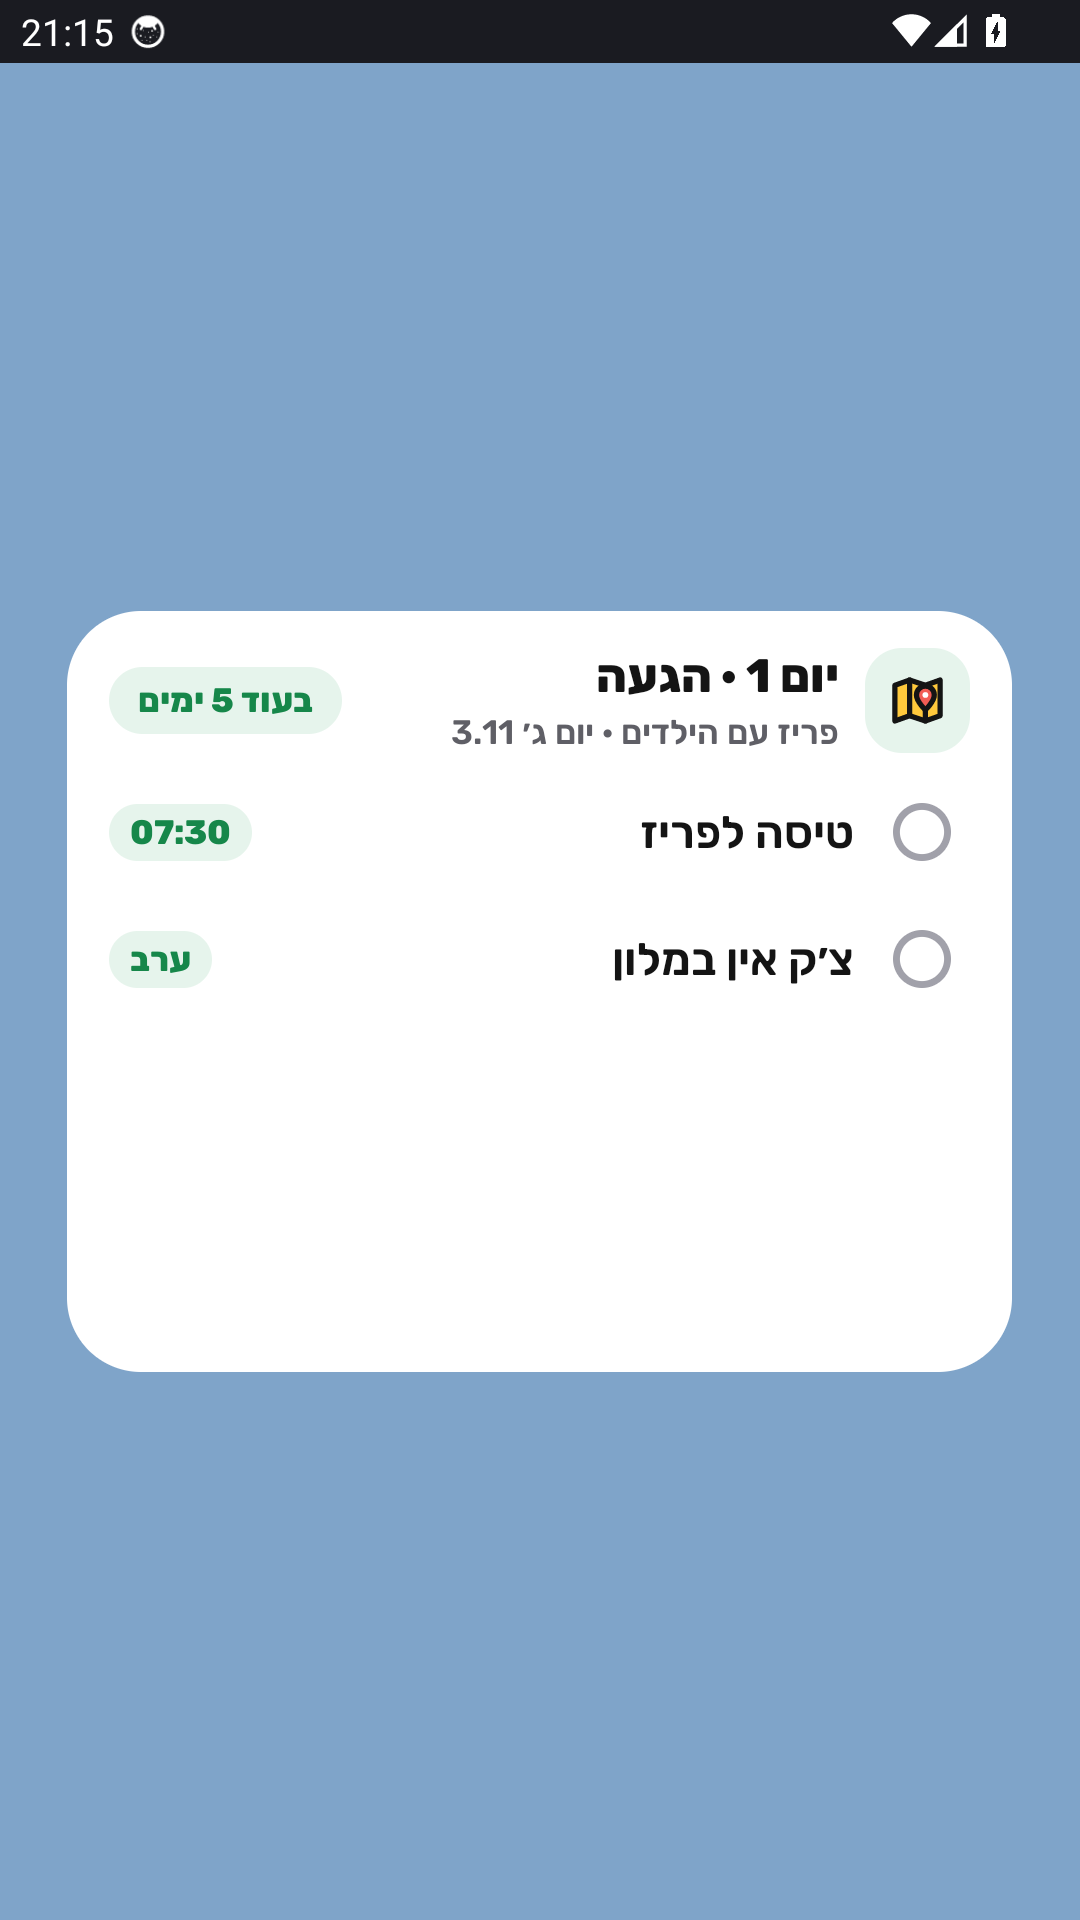 21:15
יום 1 • הגעה
פריז עם הילדים • יום ג׳ 3.11
בעוד 5 ימים
טיסה לפריז
07:30
צ׳ק אין במלון
ערב